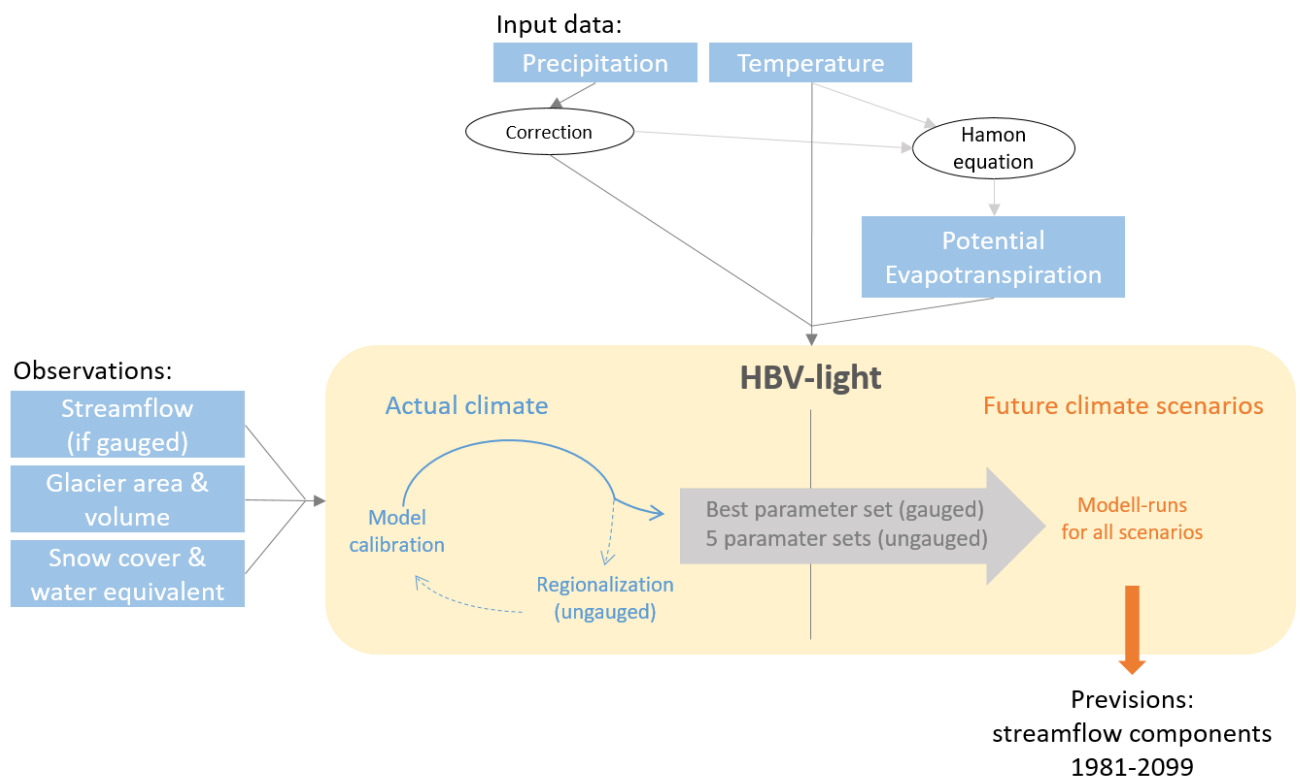 Input data:
Precipitation
Temperature
Correction
Hamon
equation
Potential
Evapotranspiration
Observations:
Streamflow
(if gauged)
Glacier area &
volume
Snow cover &
water equivalent
HBV-light
Actual climate
Future climate scenarios
Model
calibration
Regionalization
(ungauged)
Best parameter set (gauged)
5 paramater sets (ungauged)
Modell-runs
for all scenarios
Previsions:
streamflow components
1981-2099